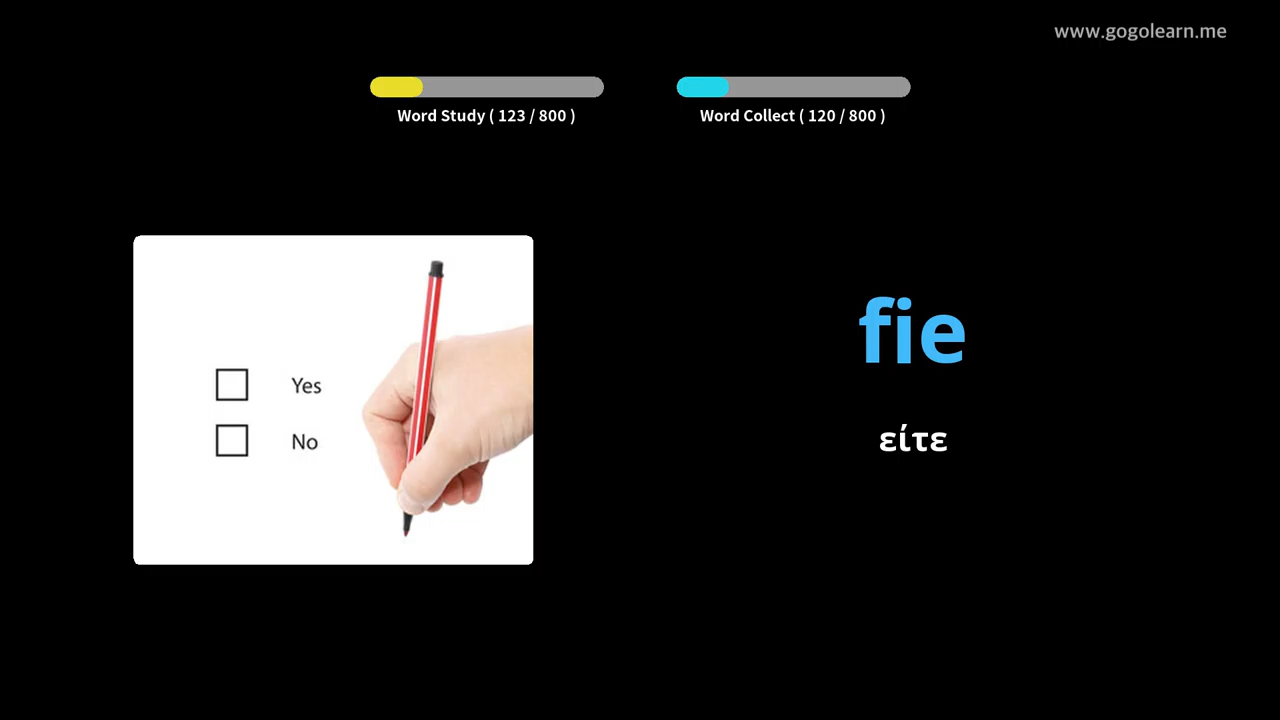 www.gogolearn.me
Word Study ( 123 / 800 )
Word Collect ( 120 / 800 )
Yes
No
fie
είτε